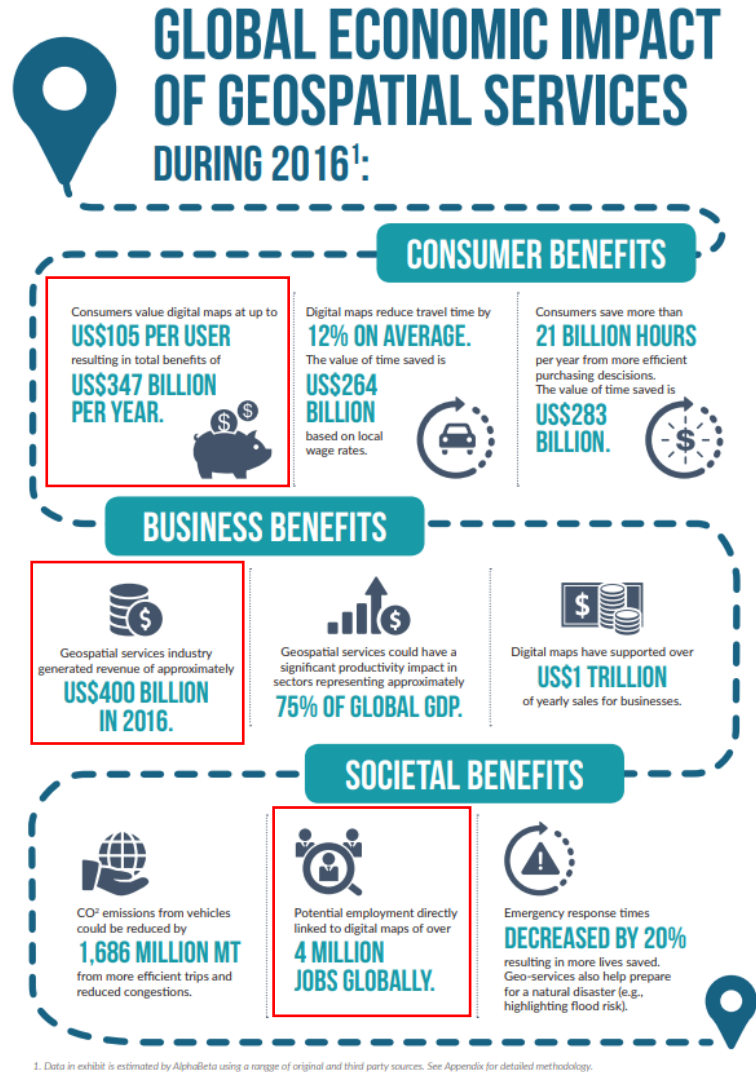 GLOBAL ECONOMIC IMPACT
OF GEOSPATIAL SERVICES
DURING 2016¹:
CONSUMER BENEFITS
Consumers value digital maps at up to
US$105 PER USER
resulting in total benefits of
US$347 BILLION
PER YEAR.
$
$
Digital maps reduce travel time by
12% ON AVERAGE.
The value of time saved is
US$264
BILLION
based on local
wage rates.
Consumers save more than
21 BILLION HOURS
per year from more efficient
purchasing descisions.
The value of time saved is
US$283
BILLION.
$
BUSINESS BENEFITS
$
Geospatial services industry
generated revenue of approximately
US$400 BILLION
IN 2016.
$
Geospatial services could have a
significant productivity impact in
sectors representing approximately
75% OF GLOBAL GDP.
$
Digital maps have supported over
US$1 TRILLION
of yearly sales for businesses.
SOCIETAL BENEFITS
CO² emissions from vehicles
could be reduced by
1,686 MILLION MT
from more efficient trips and
reduced congestions.
Potential employment directly
linked to digital maps of over
4 MILLION
JOBS GLOBALLY.
!
Emergency response times
DECREASED BY 20%
resulting in more lives saved.
Geo-services also help prepare
for a natural disaster (e.g.,
highlighting flood risk).
1. Data in exhibit is estimated by AlphaBeta using a rangge of original and third party sources. See Appendix for detailed methodology.